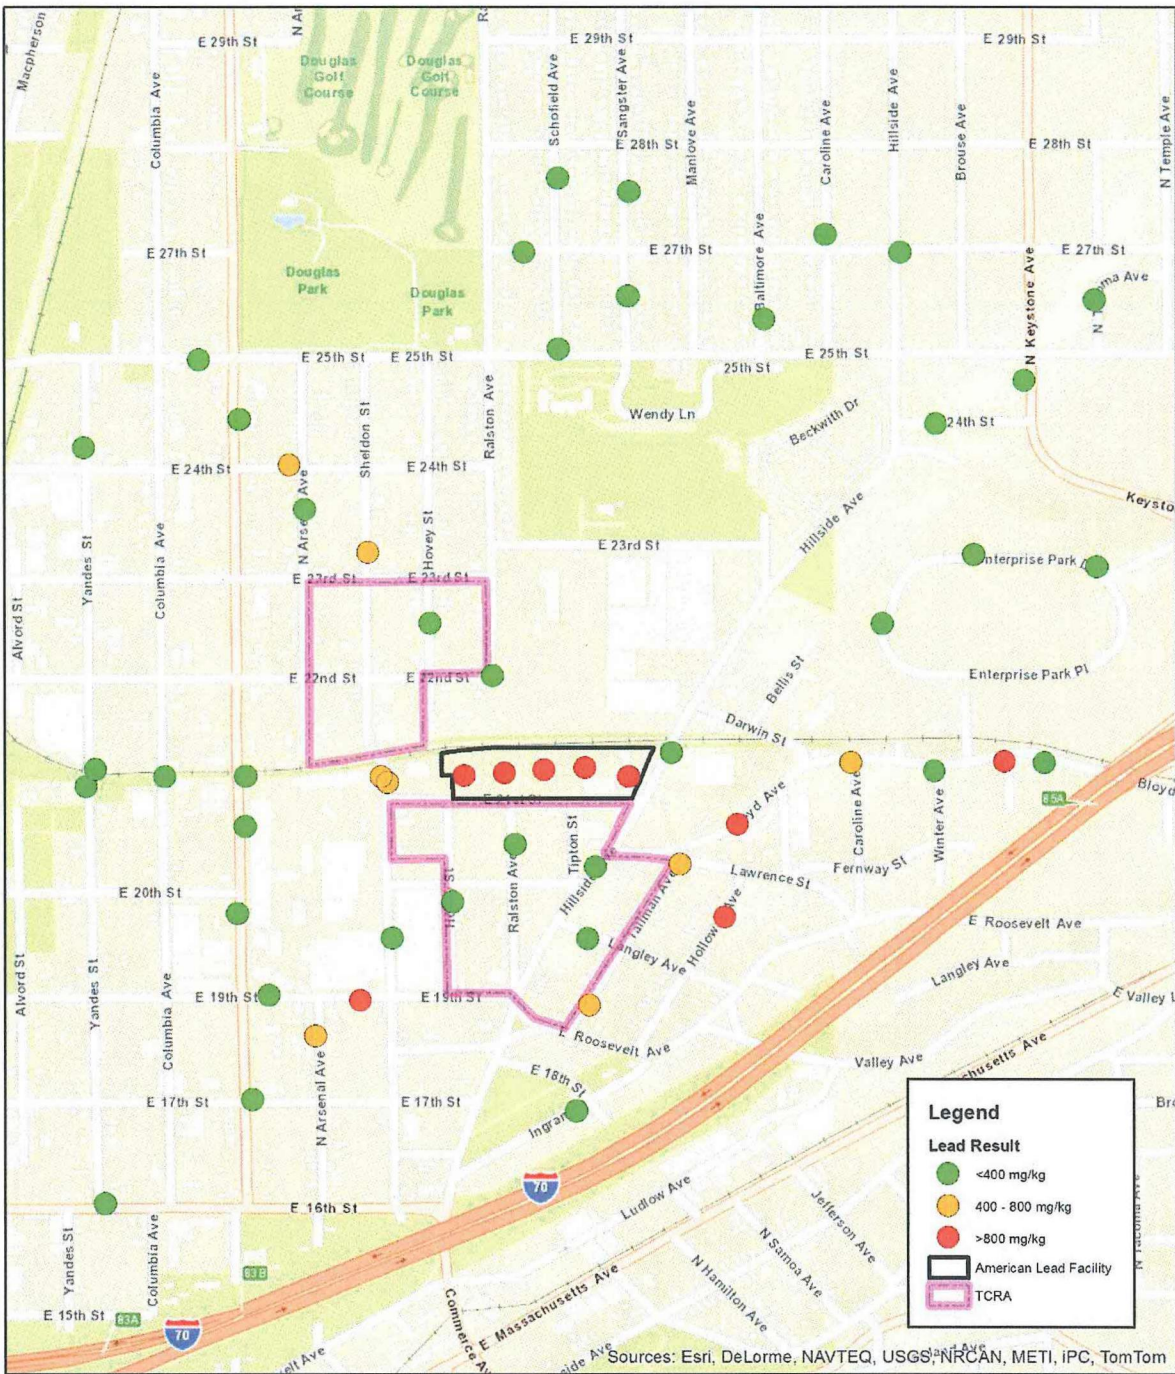 Macpherson
E 29th St
E 29th St
E 29th St
Columbia Ave
Douglas
Golf
Course
Douglas
Golf
Course
Schofield Ave
Sangster Ave
Manlove Ave
Caroline Ave
Hillside Ave
Brouse Ave
N Temple Ave
E 28th St
E 28th St
E 27th St
E 27th St
E 27th St
Baltimore Ave
N Keystone Ave
Douglas
Park
Douglas
Park
E 25th St
E 25th St
25th St
E 25th St
Sheldon St
Ralston Ave
Wendy Ln
Beckwith Dr
24th St
E 24th St
E 24th St
Hovey St
Hillside Ave
E 23rd St
E 23rd St
E 23rd St
Yandes St
Columbia Ave
Alvord St
Enterprise Park Pl
E 22nd St
E 22nd St
Bellis St
Darwin St
85A
Caroline Ave
Winter Ave
Fernway St
Tipton St
Ralston Ave
Lawrence St
E 20th St
Tallman Ave
Langley Ave
E Roosevelt Ave
Langley Ave
Alvord St
Yandes St
Columbia Ave
E 19th St
E 19th St
Roosevelt Ave
Valley Ave
E 18th St
E 17th St
E 17th St
N Arsenal Ave
70
E 16th St
Ludlow Ave
Jefferson Ave
N Samoa Ave
N Hamilton Ave
Yandes St
Columbia Ave
83B
E 15th St
83A
70
E Massachusetts Ave
N Tacoma Ave
Legend
Lead Result
<400 mg/kg
400 - 800 mg/kg
>800 mg/kg
American Lead Facility
TCRA
Sources: Esri, DeLorme, NAVTEQ, USGS, NRCAN, METI, iPC, TomTom